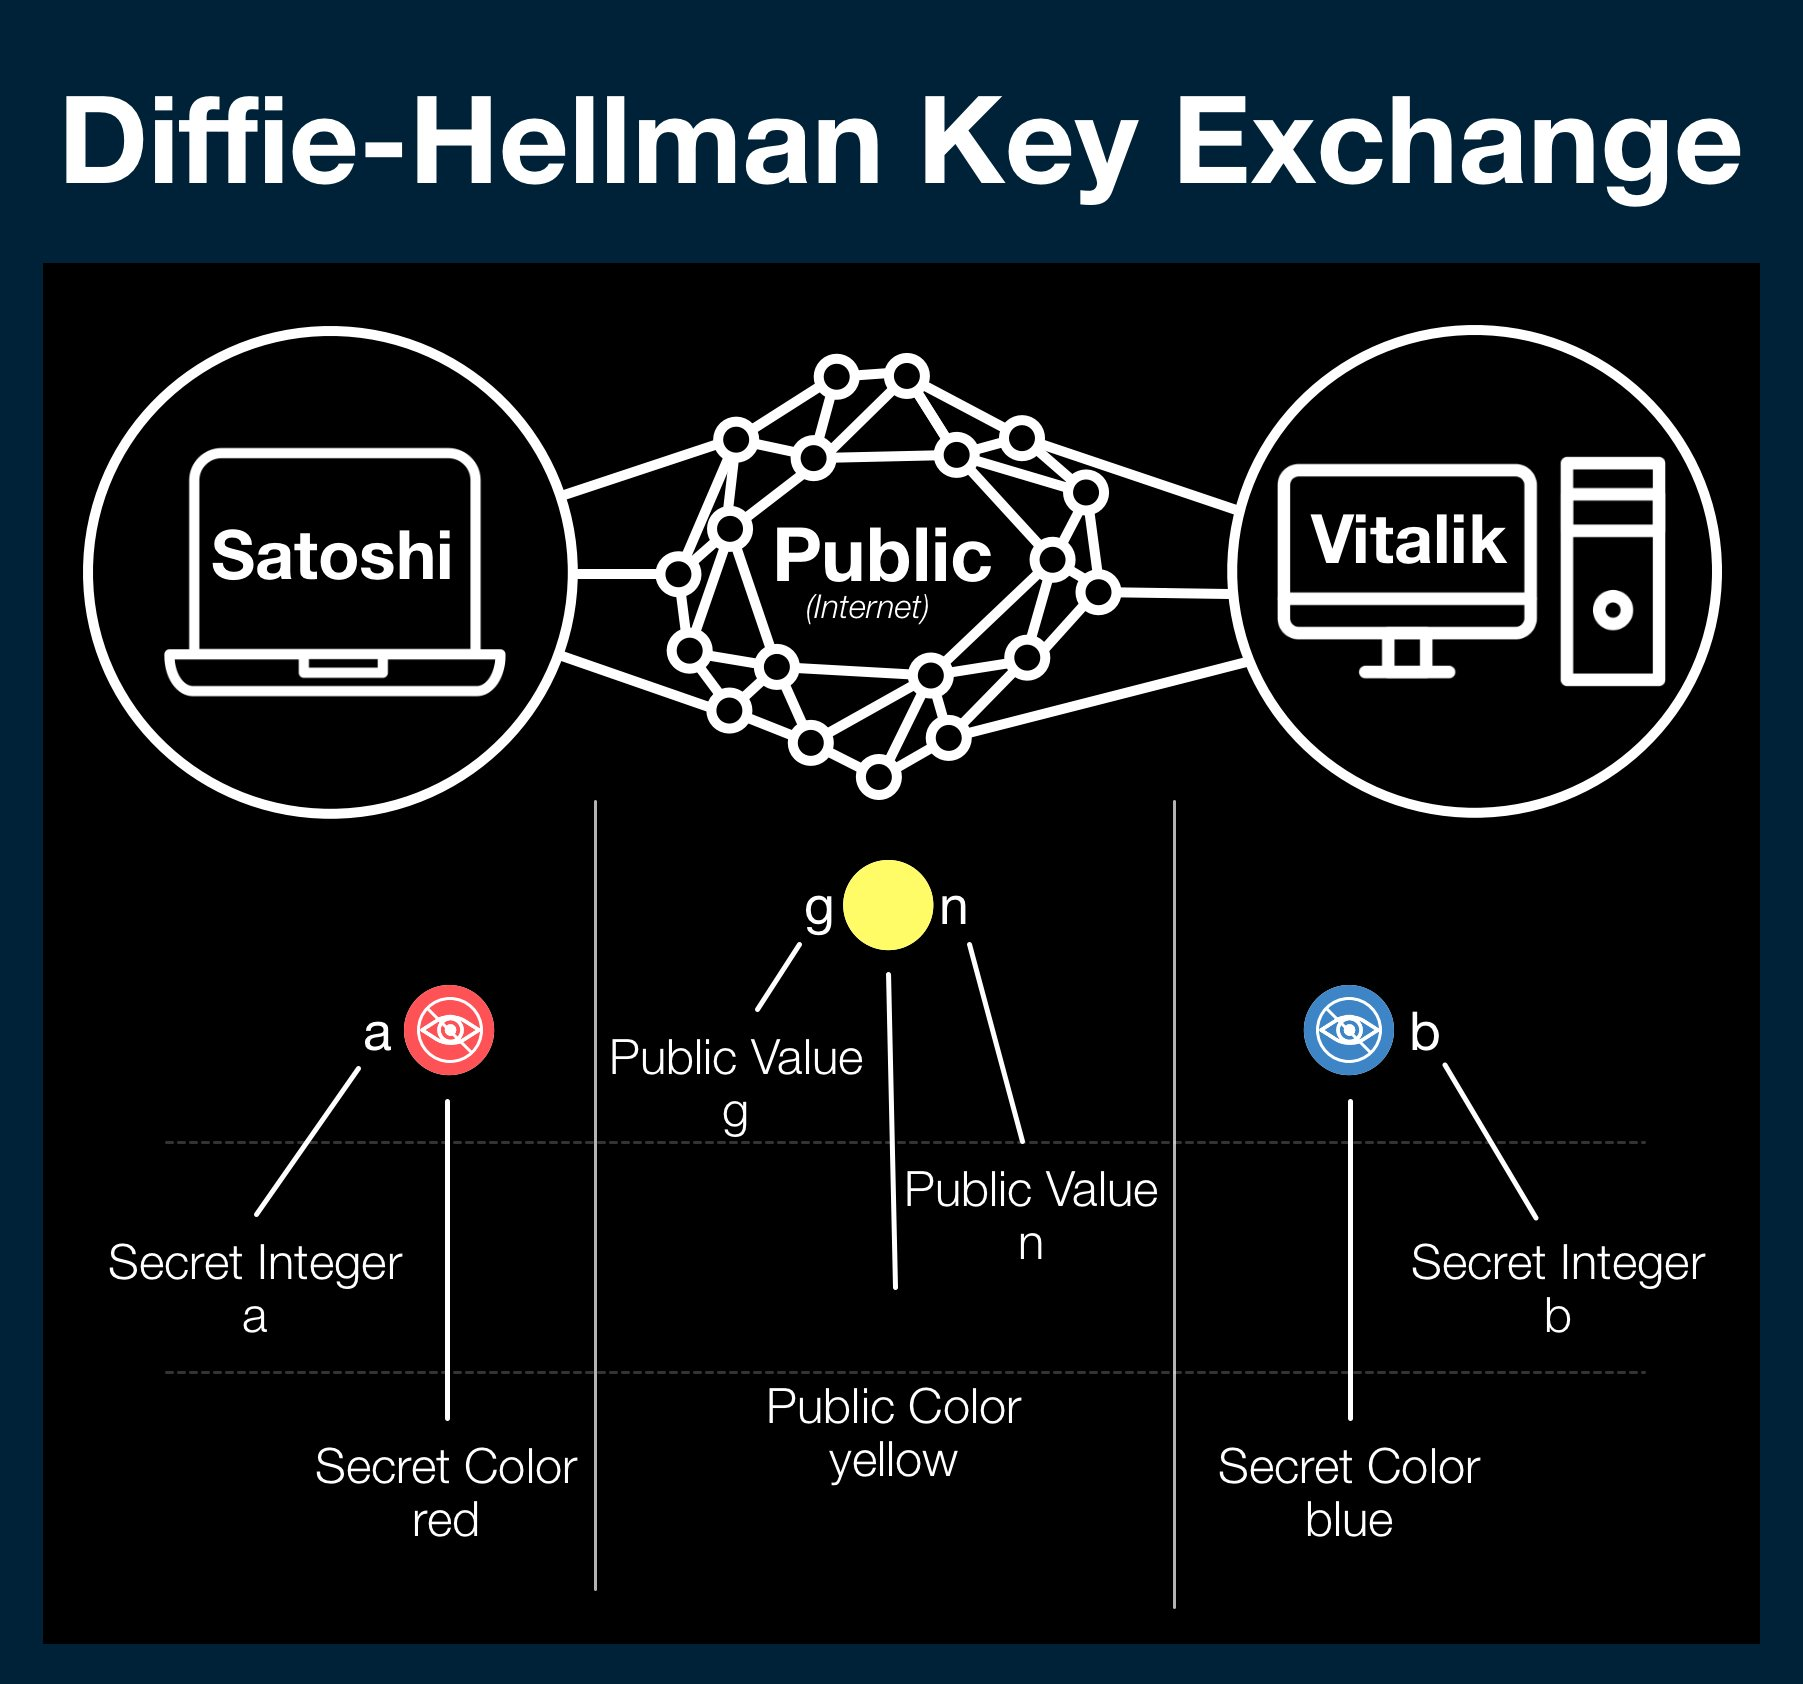 Diffie-Hellman Key Exchange
Satoshi
Public
(Internet)
Vitalik
g
n
a
b
Public Value
g
Public Value
n
Secret Integer
a
Secret Integer
b
Public Color
yellow
Secret Color
red
Secret Color
blue